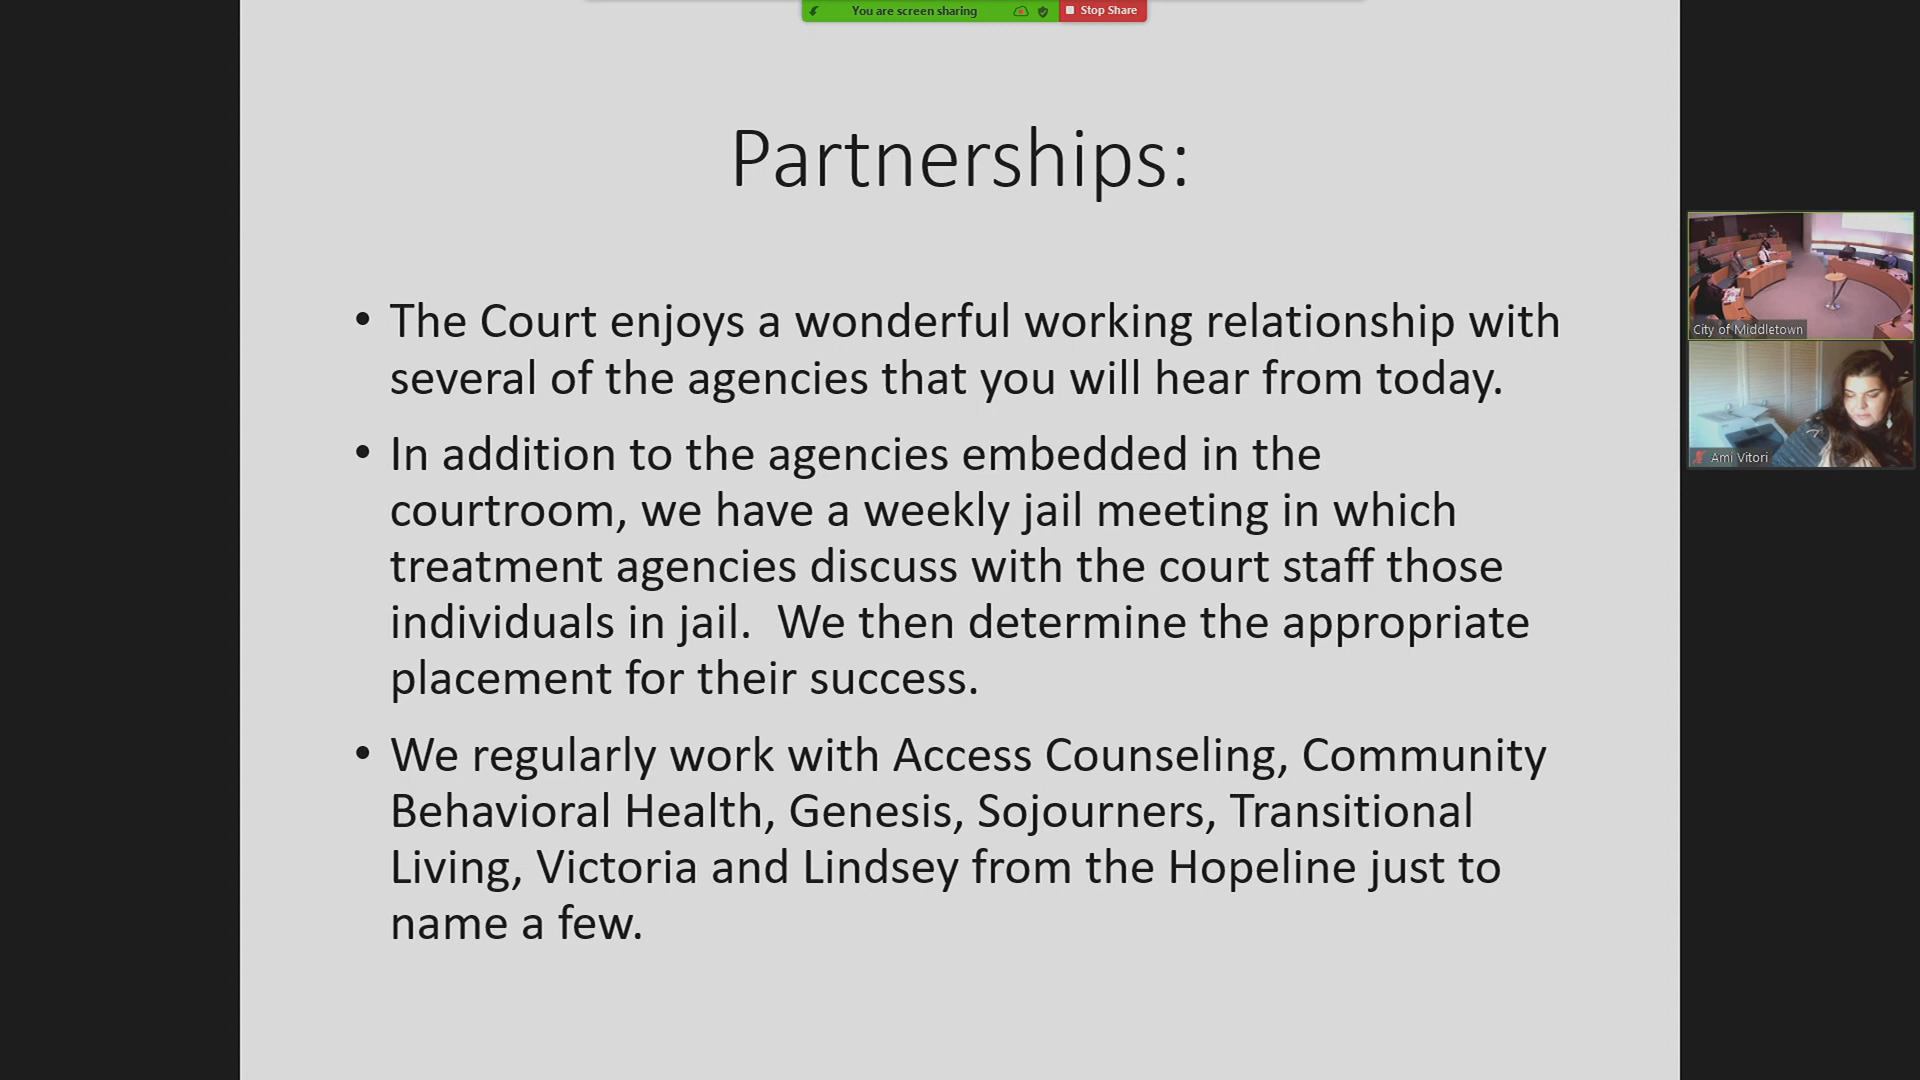 You are screen sharing
Stop Share
Partnerships:
• The Court enjoys a wonderful working relationship with
several of the agencies that you will hear from today.
• In addition to the agencies embedded in the
courtroom, we have a weekly jail meeting in which
treatment agencies discuss with the court staff those
individuals in jail.  We then determine the appropriate
placement for their success.
• We regularly work with Access Counseling, Community
Behavioral Health, Genesis, Sojourners, Transitional
Living, Victoria and Lindsey from the Hopeline just to
name a few.
City of Middletown
Ami Vitori